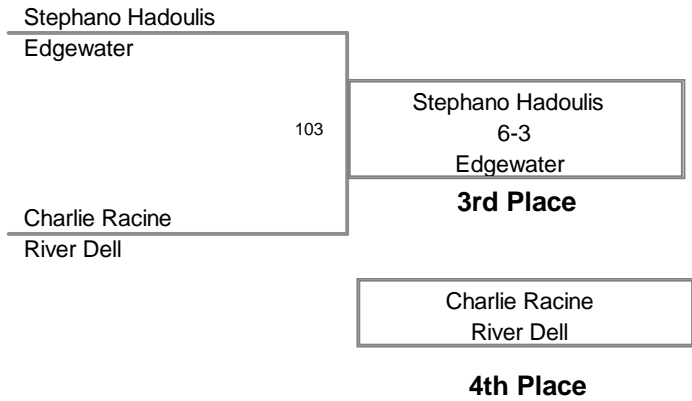 Stephano Hadoulis
Edgewater
103
Stephano Hadoulis
6-3
Edgewater
3rd Place
Charlie Racine
River Dell
Charlie Racine
River Dell
4th Place